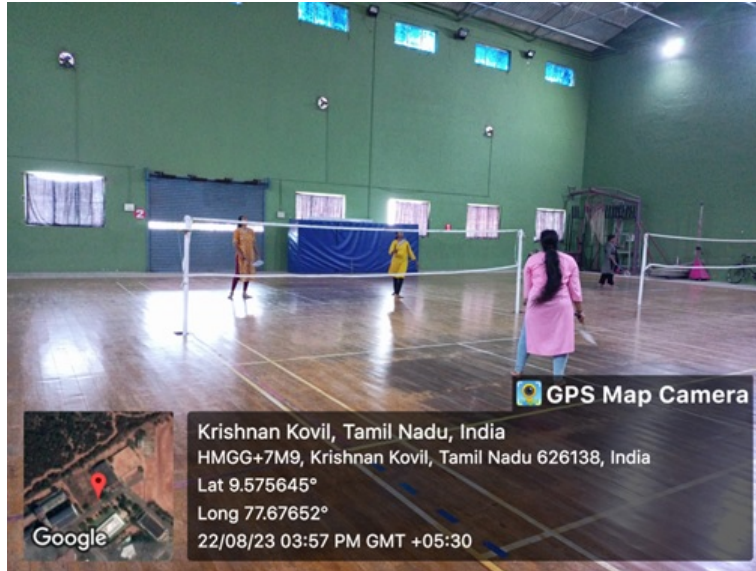 2
GPS Map Camera
Krishnan Kovil, Tamil Nadu, India
HMGG+7M9, Krishnan Kovil, Tamil Nadu 626138, India
Lat 9.575645°
Long 77.67652°
22/08/23 03:57 PM GMT +05:30
Google